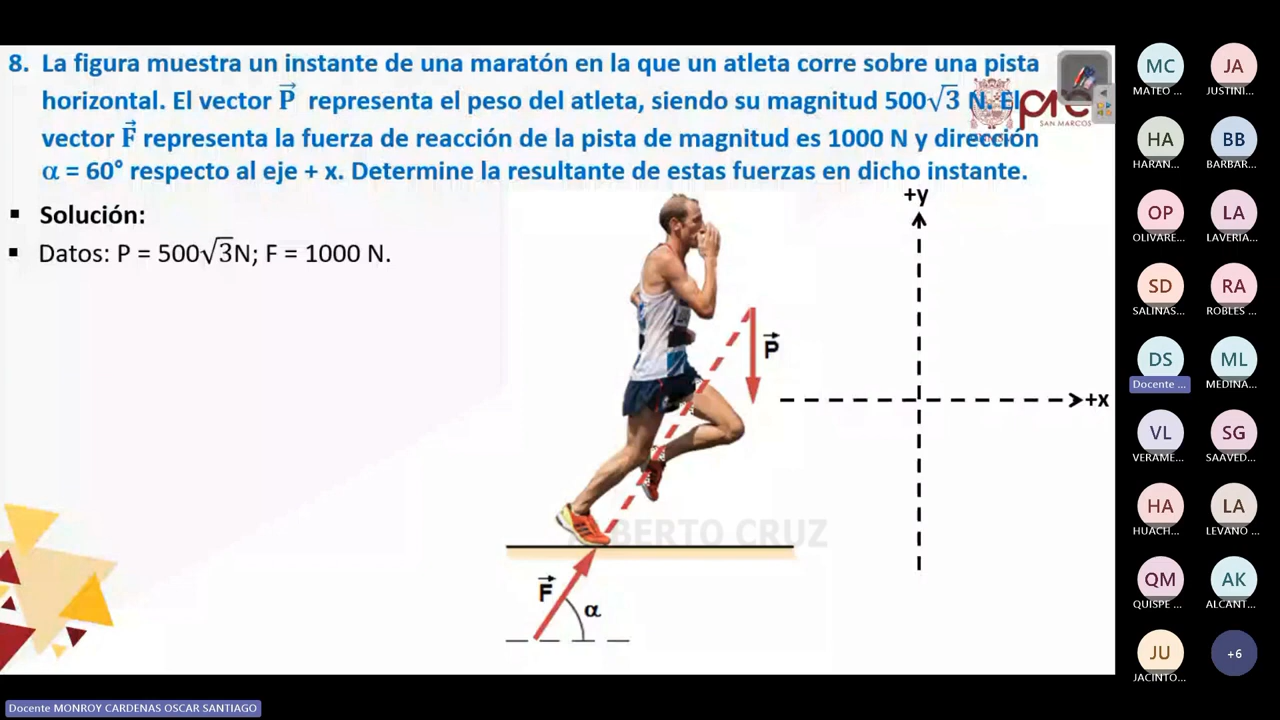 8. La figura muestra un instante de una maratón en la que un atleta corre sobre una pista
horizontal. El vector P⃗ representa el peso del atleta, siendo su magnitud 500√3 N. El
vector F⃗ representa la fuerza de reacción de la pista de magnitud es 1000 N y dirección
α = 60° respecto al eje + x. Determine la resultante de estas fuerzas en dicho instante.
pre
SAN MARCOS
▪ Solución:
▪ Datos: P = 500√3N; F = 1000 N.
+y
P⃗
+x
BERTO CRUZ
F⃗
α
MC
MATEO ...
JA
JUSTINI...
HA
HARAN...
BB
BARBAR...
OP
OLIVARE...
LA
LAVERIA...
SD
SALINAS...
RA
ROBLES ...
DS
Docente ...
ML
MEDINA...
VL
VERAME...
SG
SAAVED...
HA
HUACH...
LA
LEVANO ...
QM
QUISPE ...
AK
ALCANT...
JU
JACINTO...
+6
Docente MONROY CARDENAS OSCAR SANTIAGO